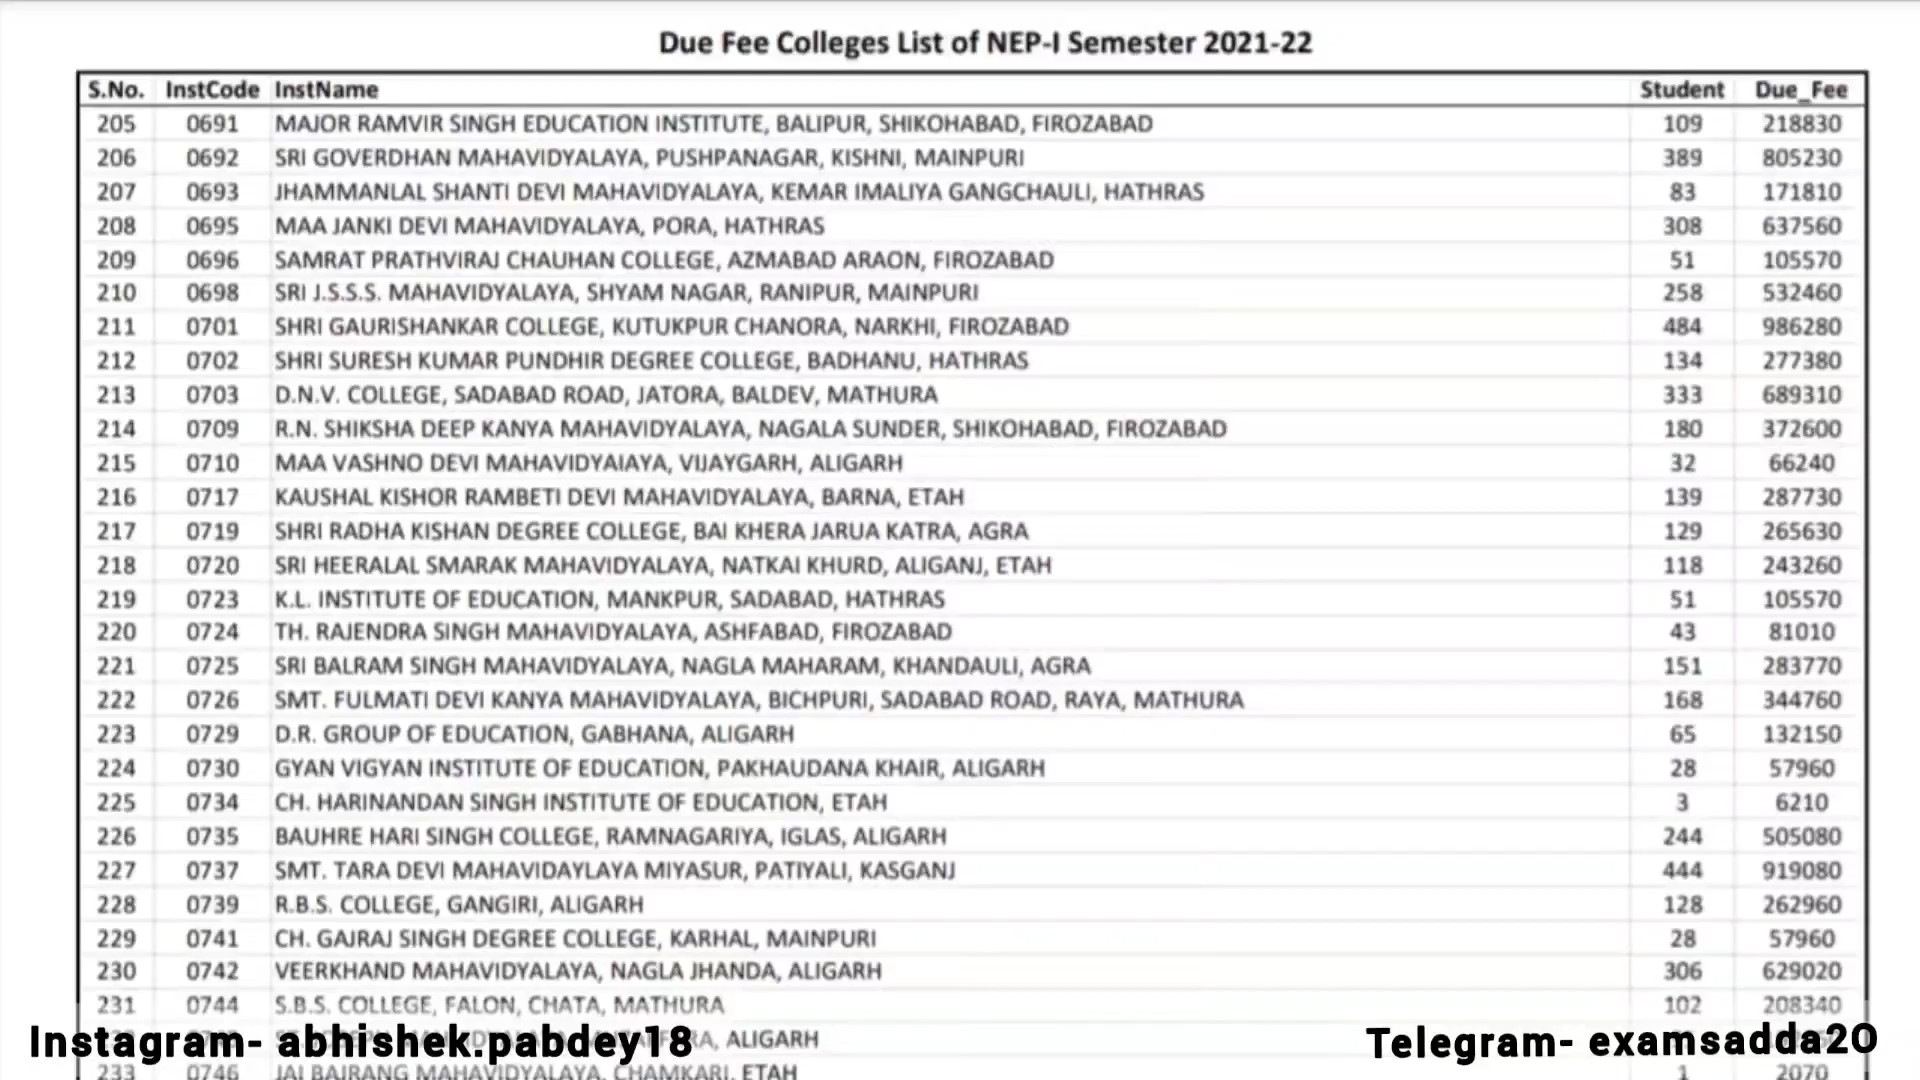 Due Fee Colleges List of NEP-I Semester 2021-22
S.No. InstCode InstName Student Due_Fee
205 0691 MAJOR RAMVIR SINGH EDUCATION INSTITUTE, BALIPUR, SHIKOHABAD, FIROZABAD 109 218830
206 0692 SRI GOVERDHAN MAHAVIDYALAYA, PUSHPANAGAR, KISHNI, MAINPURI 389 805230
207 0693 JHAMMANLAL SHANTI DEVI MAHAVIDYALAYA, KEMAR IMALIYA GANGCHAULI, HATHRAS 83 171810
208 0695 MAA JANKI DEVI MAHAVIDYALAYA, PORA, HATHRAS 308 637560
209 0696 SAMRAT PRATHVIRAJ CHAUHAN COLLEGE, AZMABAD ARAON, FIROZABAD 51 105570
210 0698 SRI J.S.S.S. MAHAVIDYALAYA, SHYAM NAGAR, RANIPUR, MAINPURI 258 532460
211 0701 SHRI GAURISHANKAR COLLEGE, KUTUKPUR CHANORA, NARKHI, FIROZABAD 484 986280
212 0702 SHRI SURESH KUMAR PUNDHIR DEGREE COLLEGE, BADHANU, HATHRAS 134 277380
213 0703 D.N.V. COLLEGE, SADABAD ROAD, JATORA, BALDEV, MATHURA 333 689310
214 0709 R.N. SHIKSHA DEEP KANYA MAHAVIDYALAYA, NAGALA SUNDER, SHIKOHABAD, FIROZABAD 180 372600
215 0710 MAA VASHNO DEVI MAHAVIDYAIAYA, VIJAYGARH, ALIGARH 32 66240
216 0717 KAUSHAL KISHOR RAMBETI DEVI MAHAVIDYALAYA, BARNA, ETAH 139 287730
217 0719 SHRI RADHA KISHAN DEGREE COLLEGE, BAI KHERA JARUA KATRA, AGRA 129 265630
218 0720 SRI HEERALAL SMARAK MAHAVIDYALAYA, NATKAI KHURD, ALIGANJ, ETAH 118 243260
219 0723 K.L. INSTITUTE OF EDUCATION, MANKPUR, SADABAD, HATHRAS 51 105570
220 0724 TH. RAJENDRA SINGH MAHAVIDYALAYA, ASHFABAD, FIROZABAD 43 81010
221 0725 SRI BALRAM SINGH MAHAVIDYALAYA, NAGLA MAHARAM, KHANDAULI, AGRA 151 283770
222 0726 SMT. FULMATI DEVI KANYA MAHAVIDYALAYA, BICHPURI, SADABAD ROAD, RAYA, MATHURA 168 344760
223 0729 D.R. GROUP OF EDUCATION, GABHANA, ALIGARH 65 132150
224 0730 GYAN VIGYAN INSTITUTE OF EDUCATION, PAKHAUDANA KHAIR, ALIGARH 28 57960
225 0734 CH. HARINANDAN SINGH INSTITUTE OF EDUCATION, ETAH 3 6210
226 0735 BAUHRE HARI SINGH COLLEGE, RAMNAGARIYA, IGLAS, ALIGARH 244 505080
227 0737 SMT. TARA DEVI MAHAVIDAYLAYA MIYASUR, PATIYALI, KASGANJ 444 919080
228 0739 R.B.S. COLLEGE, GANGIRI, ALIGARH 128 262960
229 0741 CH. GAJRAJ SINGH DEGREE COLLEGE, KARHAL, MAINPURI 28 57960
230 0742 VEERKHAND MAHAVIDYALAYA, NAGLA JHANDA, ALIGARH 306 629020
231 0744 S.B.S. COLLEGE, FALON, CHATA, MATHURA 102 208340
ALIGARH
Instagram- abhishek.pabdey18 Telegram- examsadda20
233 0746 JAI BAJRANG MAHAVIDYALAYA, CHAMKARI, ETAH 1 2070